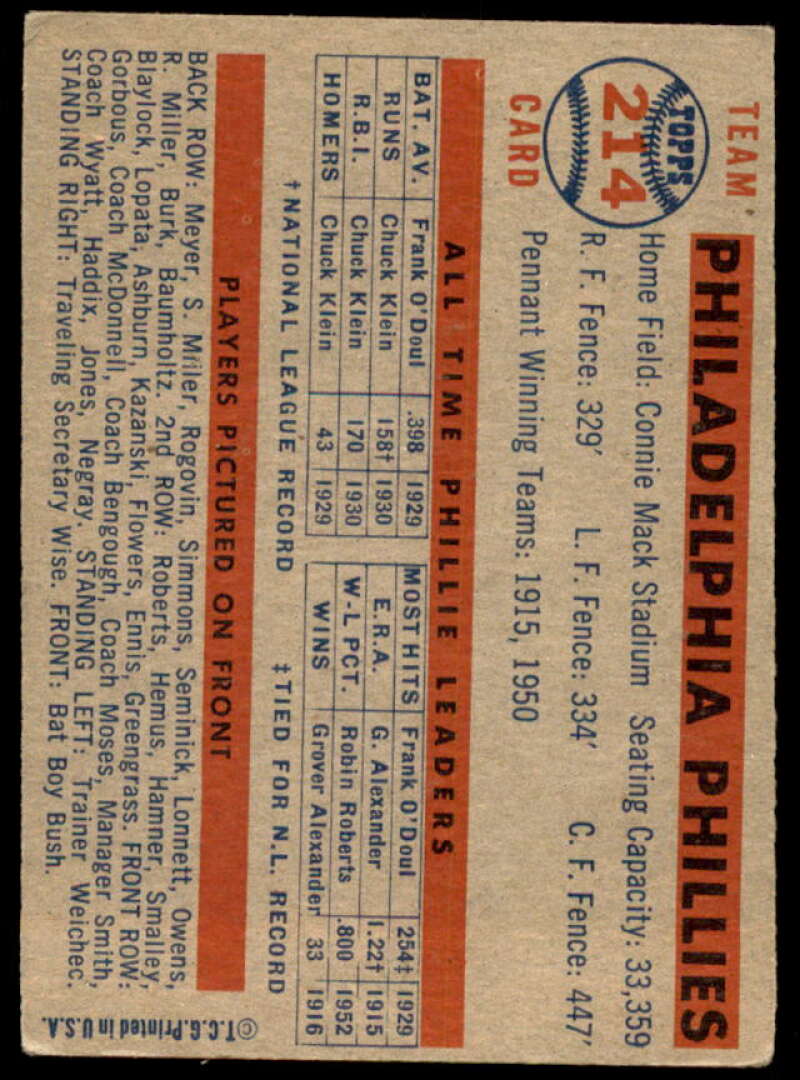 TEAM
TOPPS
214
CARD
PHILADELPHIA PHILLIES
Home Field: Connie Mack Stadium Seating Capacity: 33,359
R. F. Fence: 329′ L. F. Fence: 334′ C. F. Fence: 447′
Pennant Winning Teams: 1915, 1950
ALL TIME PHILLIE LEADERS
BAT. AV. Frank O'Doul .398 1929
RUNS Chuck Klein 158† 1930
R.B.I. Chuck Klein 170 1930
HOMERS Chuck Klein 43 1929
MOST HITS Frank O'Doul 254‡ 1929
E.R.A. G. Alexander 1.22† 1915
W-L PCT. Robin Roberts .800 1952
WINS Grover Alexander 33 1916
†NATIONAL LEAGUE RECORD ‡TIED FOR N.L. RECORD
PLAYERS PICTURED ON FRONT
BACK ROW: Meyer, S. Miller, Rogovin, Simmons, Seminick, Lonnett, Owens,
R. Miller, Burk, Baumholtz. 2nd ROW: Roberts, Hemus, Hamner, Smalley,
Blaylock, Lopata, Ashburn, Kazanski, Flowers, Ennis, Greengrass. FRONT ROW:
Gorbous, Coach McDonnell, Coach Bengough, Coach Moses, Manager Smith,
Coach Wyatt, Haddix, Jones, Negray. STANDING LEFT: Trainer Weichec.
STANDING RIGHT: Traveling Secretary Wise. FRONT: Bat Boy Bush.
©T.C.G. Printed in U.S.A.